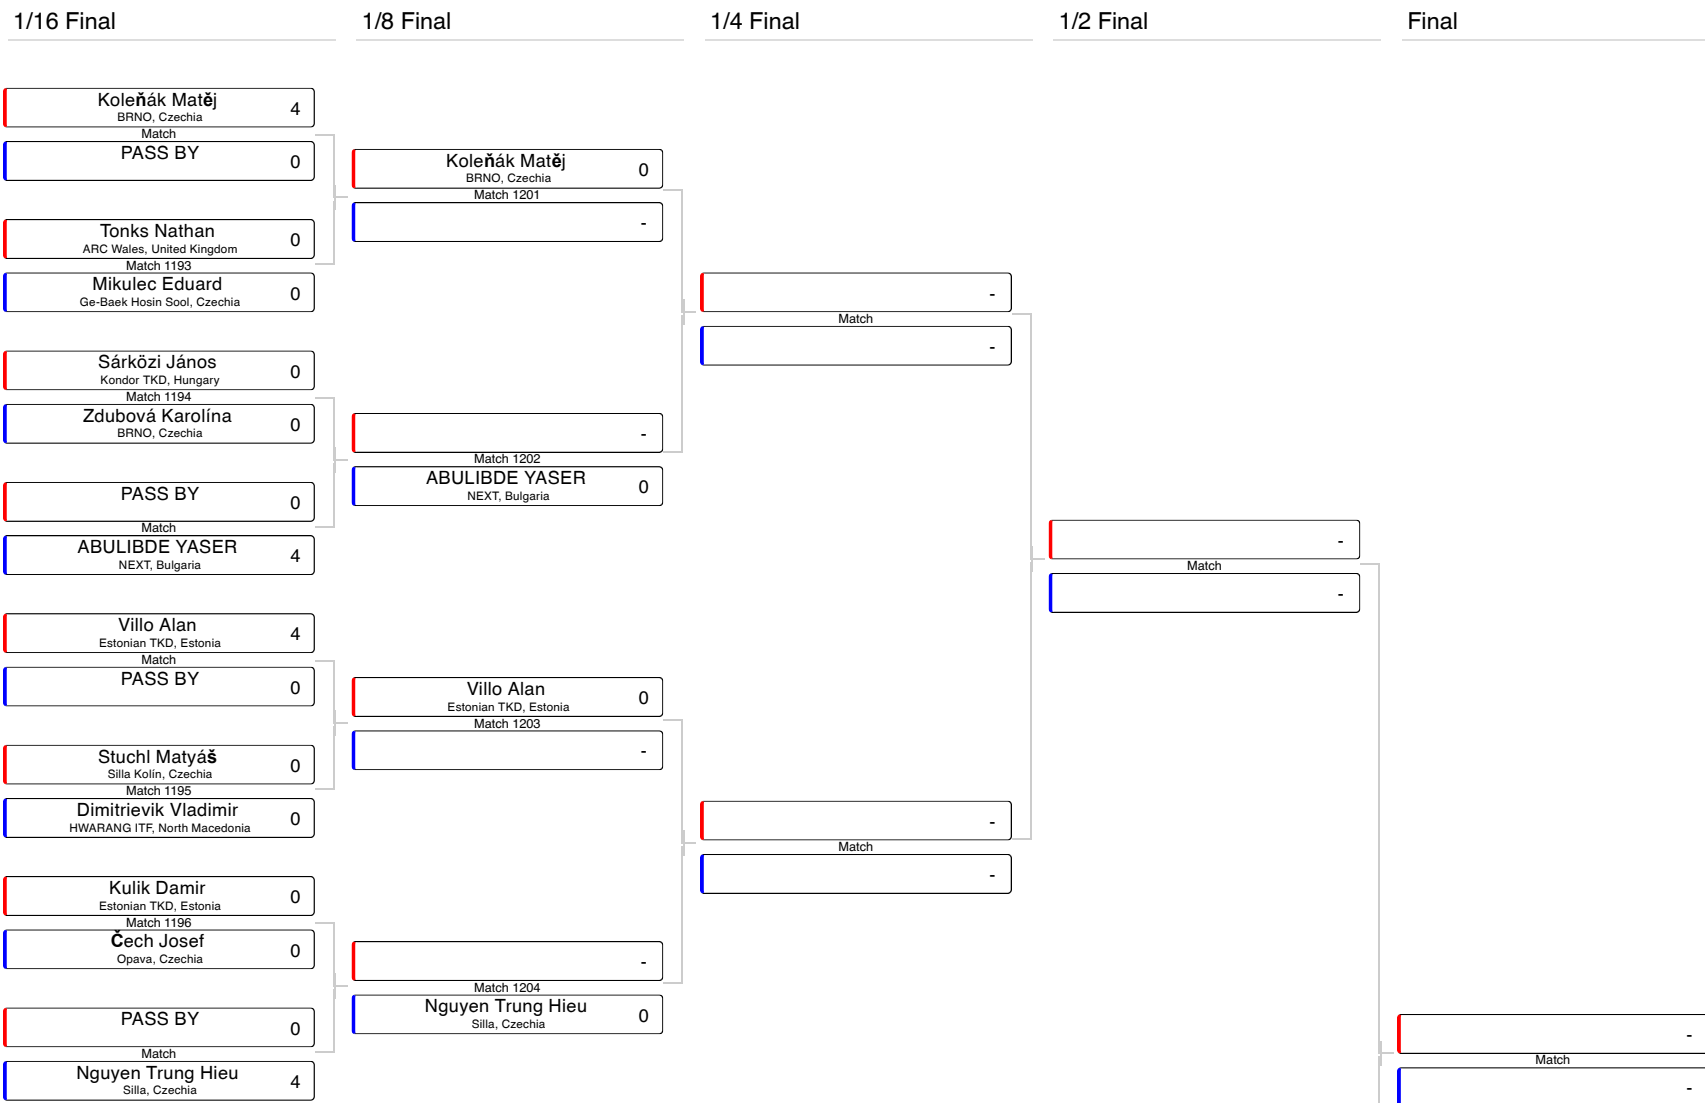 1/16 Final
1/8 Final
1/4 Final
1/2 Final
Final
Koleňák Matěj
BRNO, Czechia
4
Match
PASS BY
0
Tonks Nathan
ARC Wales, United Kingdom
0
Match 1193
Mikulec Eduard
Ge-Baek Hosin Sool, Czechia
0
Sárközi János
Kondor TKD, Hungary
0
Match 1194
Zdubová Karolína
BRNO, Czechia
0
PASS BY
0
Match
ABULIBDE YASER
NEXT, Bulgaria
4
Villo Alan
Estonian TKD, Estonia
4
Match
PASS BY
0
Stuchl Matyáš
Silla Kolín, Czechia
0
Match 1195
Dimitrievik Vladimir
HWARANG ITF, North Macedonia
0
Kulik Damir
Estonian TKD, Estonia
0
Match 1196
Čech Josef
Opava, Czechia
0
PASS BY
0
Match
Nguyen Trung Hieu
Silla, Czechia
4
Koleňák Matěj
BRNO, Czechia
0
Match 1201
-
-
Match 1202
ABULIBDE YASER
NEXT, Bulgaria
0
Villo Alan
Estonian TKD, Estonia
0
Match 1203
-
-
Match 1204
Nguyen Trung Hieu
Silla, Czechia
0
-
Match
-
-
Match
-
-
Match
-
-
Match
-